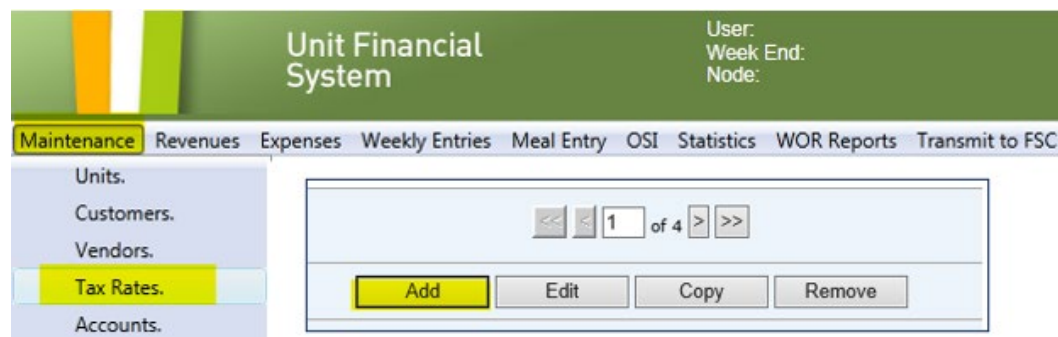 Unit Financial
System
User:
Week End:
Node:
Maintenance Revenues Expenses Weekly Entries Meal Entry OSI Statistics WOR Reports Transmit to FSC
Units.
Customers.
Vendors.
Tax Rates.
Accounts.
<< < 1 of 4 > >>
Add Edit Copy Remove